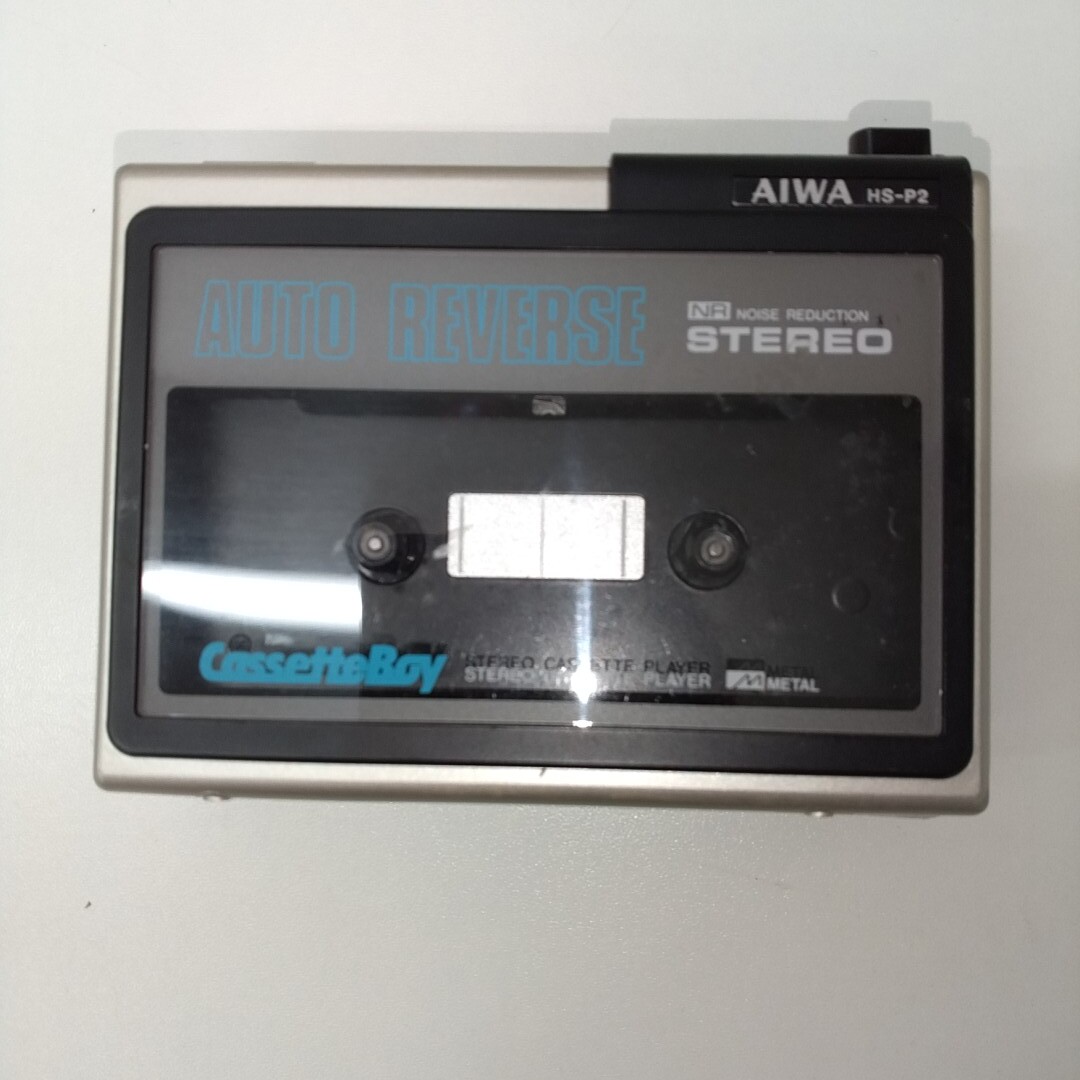 AIWA HS-P2
AUTO REVERSE
NR NOISE REDUCTION
STEREO
CassetteBoy
STEREO CASSETTE PLAYER
METAL